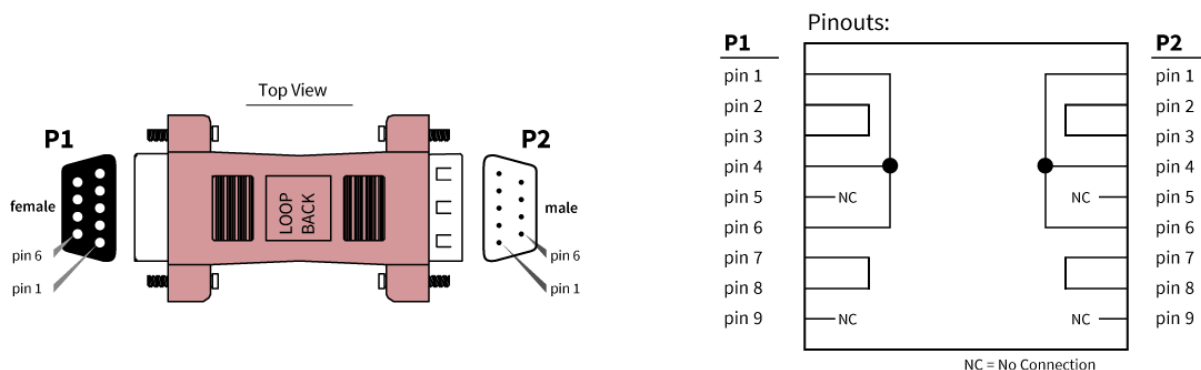 Top View
P1
P2
female
male
pin 6
pin 1
pin 6
pin 1
LOOP
BACK
Pinouts:
P1
P2
pin 1
pin 2
pin 3
pin 4
pin 5
pin 6
pin 7
pin 8
pin 9
NC
NC
NC
NC
pin 1
pin 2
pin 3
pin 4
pin 5
pin 6
pin 7
pin 8
pin 9
NC = No Connection